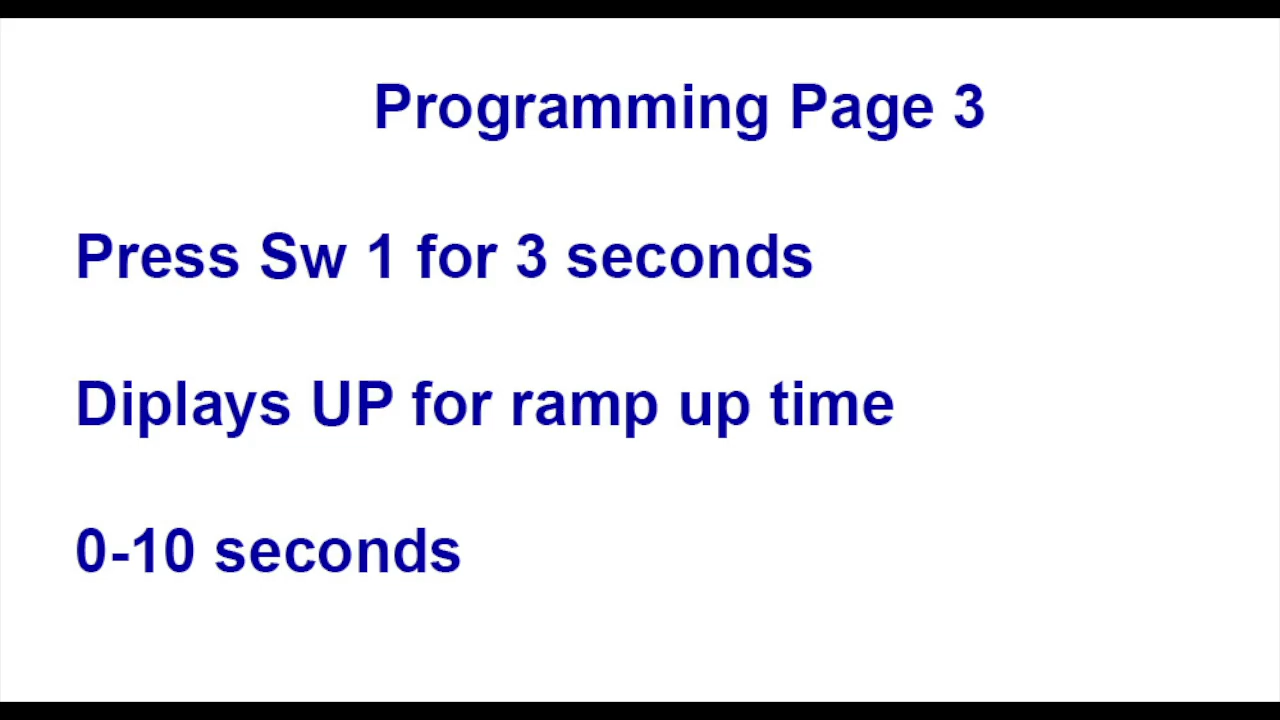 Programming Page 3
Press Sw 1 for 3 seconds
Diplays UP for ramp up time
0-10 seconds